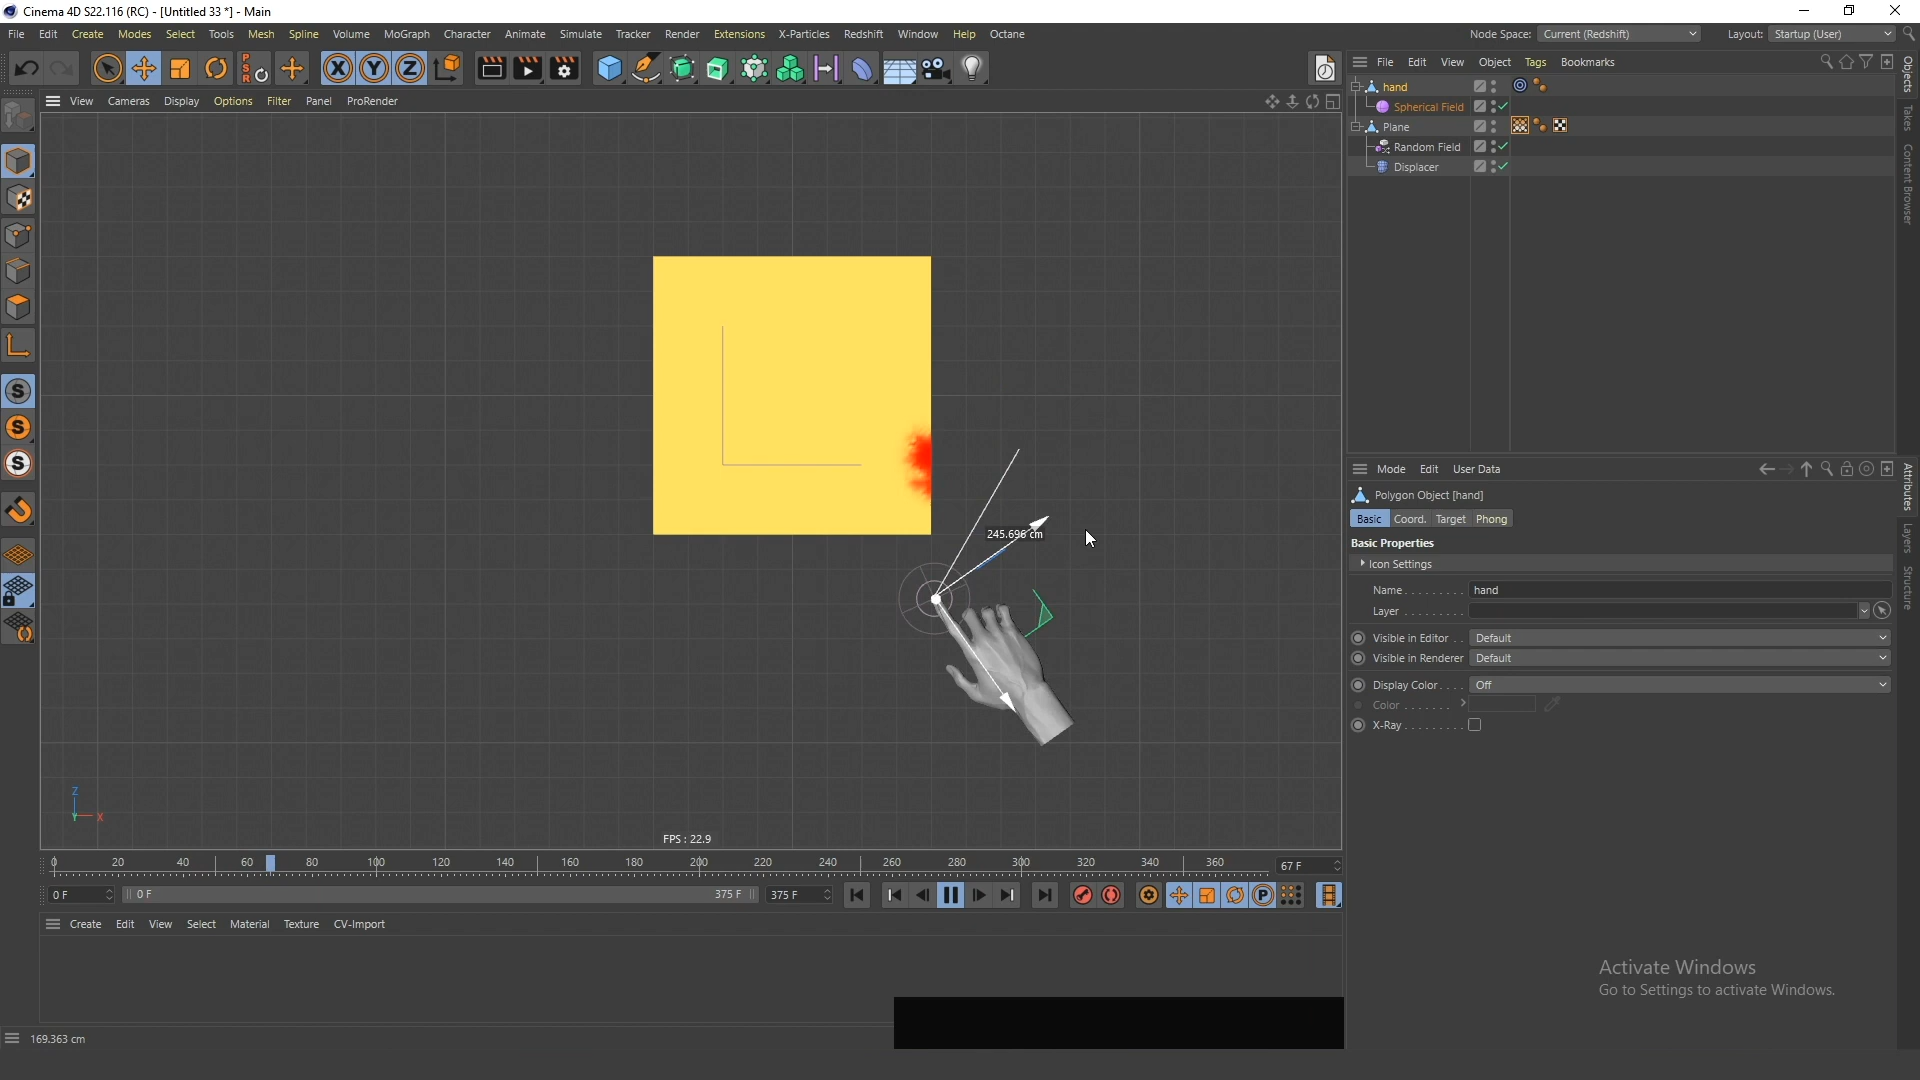 Cinema 4D S22.116 (RC) - [Untitled 33 *] - Main
File Edit Create Modes Select Tools Mesh Spline Volume MoGraph Character Animate Simulate Tracker Render Extensions X-Particles Redshift Window Help Octane
Node Space: Current (Redshift) Layout: Startup (User)
PSR
X Y Z
File Edit View Object Tags Bookmarks
View Cameras Display Options Filter Panel ProRender
hand
Spherical Field
Plane
Random Field
Displacer
Objects
Takes
Content Browser
S
S
S
245.696 cm
Z
Y X
FPS : 22.9
Mode Edit User Data
Polygon Object [hand]
Basic Coord. Target Phong
Basic Properties
Icon Settings
Name . . . . . . . . . hand
Layer . . . . . . . . .
Visible in Editor . . Default
Visible in Renderer Default
Display Color. . . . Off
Color . . . . . . .
X-Ray. . . . . . . . .
Attributes
Layers
Structure
0 20 40 60 80 100 120 140 160 180 200 220 240 260 280 300 320 340 360 67 F
0 F 0 F 375 F 375 F P
Create Edit View Select Material Texture CV-Import
Activate Windows
Go to Settings to activate Windows.
169.363 cm